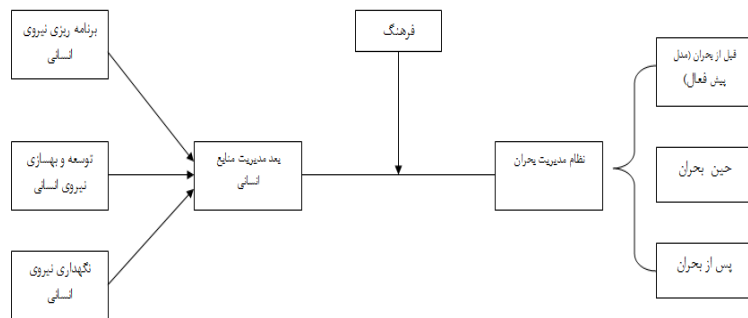 برنامه ریزی نیروی
انسانی
فرهنگ
قبل از بحران (مدل
پیش فعال)
توسعه و بهسازی
نیروی انسانی
بعد مدیریت منابع
انسانی
نظام مدیریت بحران
حین بحران
نگهداری نیروی
انسانی
پس از بحران